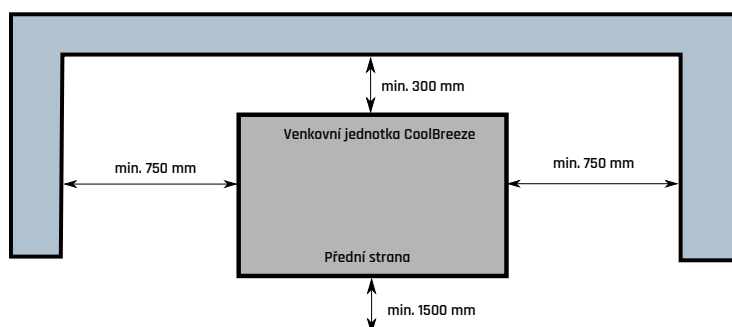 min. 300 mm
Venkovní jednotka CoolBreeze
min. 750 mm
min. 750 mm
Přední strana
min. 1500 mm